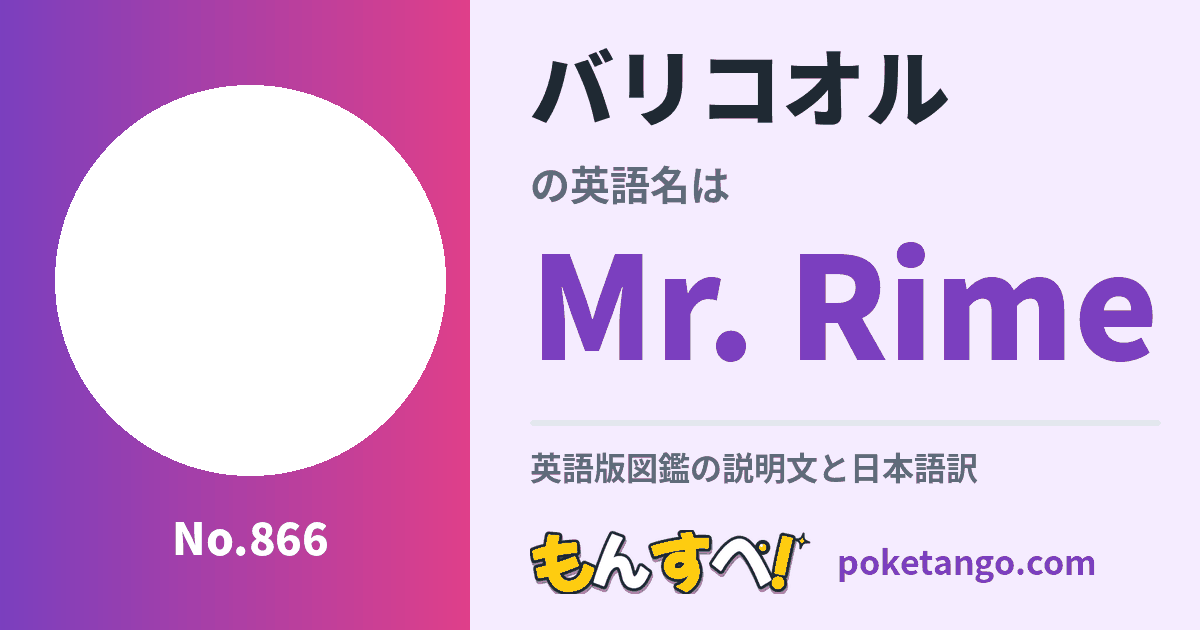 バリコオル
の英語名は
Mr. Rime
英語版図鑑の説明文と日本語訳
No.866
もんすぺ!
poketango.com